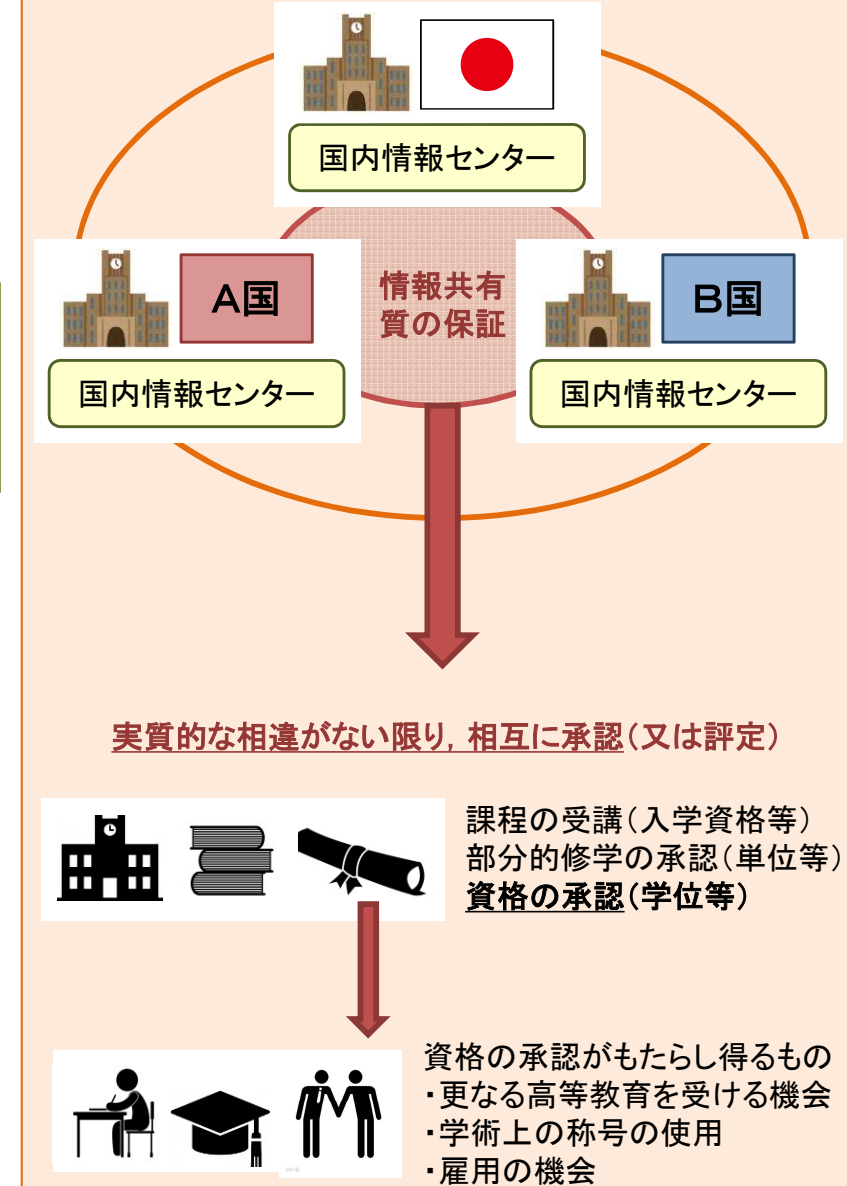 国内情報センター
A国
情報共有
質の保証
B国
国内情報センター
国内情報センター
実質的な相違がない限り，相互に承認（又は評定）
課程の受講（入学資格等）
部分的修学の承認（単位等）
資格の承認（学位等）
資格の承認がもたらし得るもの
・更なる高等教育を受ける機会
・学術上の称号の使用
・雇用の機会